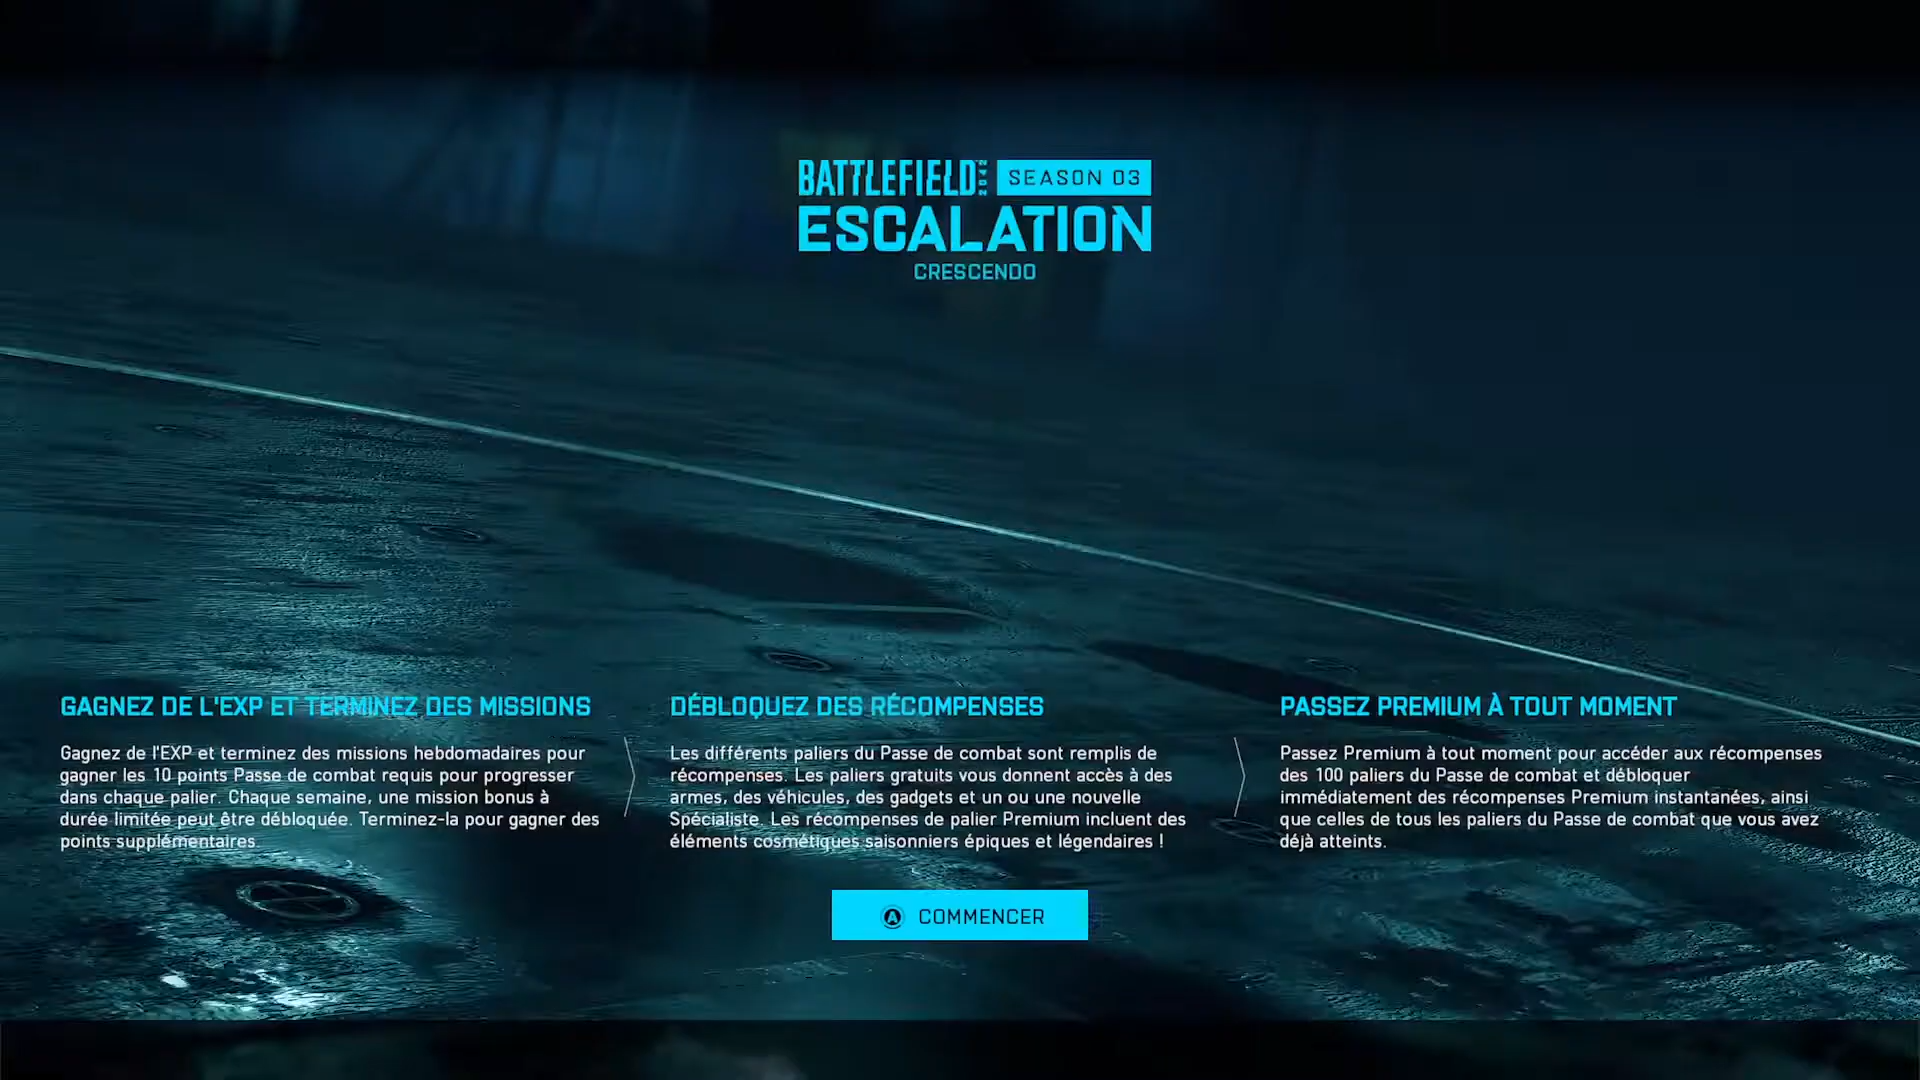 BATTLEFIELD 2042 SEASON 03
ESCALATION
CRESCENDO
GAGNEZ DE L'EXP ET TERMINEZ DES MISSIONS
Gagnez de l'EXP et terminez des missions hebdomadaires pour
gagner les 10 points Passe de combat requis pour progresser
dans chaque palier. Chaque semaine, une mission bonus à
durée limitée peut être débloquée. Terminez-la pour gagner des
points supplémentaires.
DÉBLOQUEZ DES RÉCOMPENSES
Les différents paliers du Passe de combat sont remplis de
récompenses. Les paliers gratuits vous donnent accès à des
armes, des véhicules, des gadgets et un ou une nouvelle
Spécialiste. Les récompenses de palier Premium incluent des
éléments cosmétiques saisonniers épiques et légendaires !
PASSEZ PREMIUM À TOUT MOMENT
Passez Premium à tout moment pour accéder aux récompenses
des 100 paliers du Passe de combat et débloquer
immédiatement des récompenses Premium instantanées, ainsi
que celles de tous les paliers du Passe de combat que vous avez
déjà atteints.
A COMMENCER